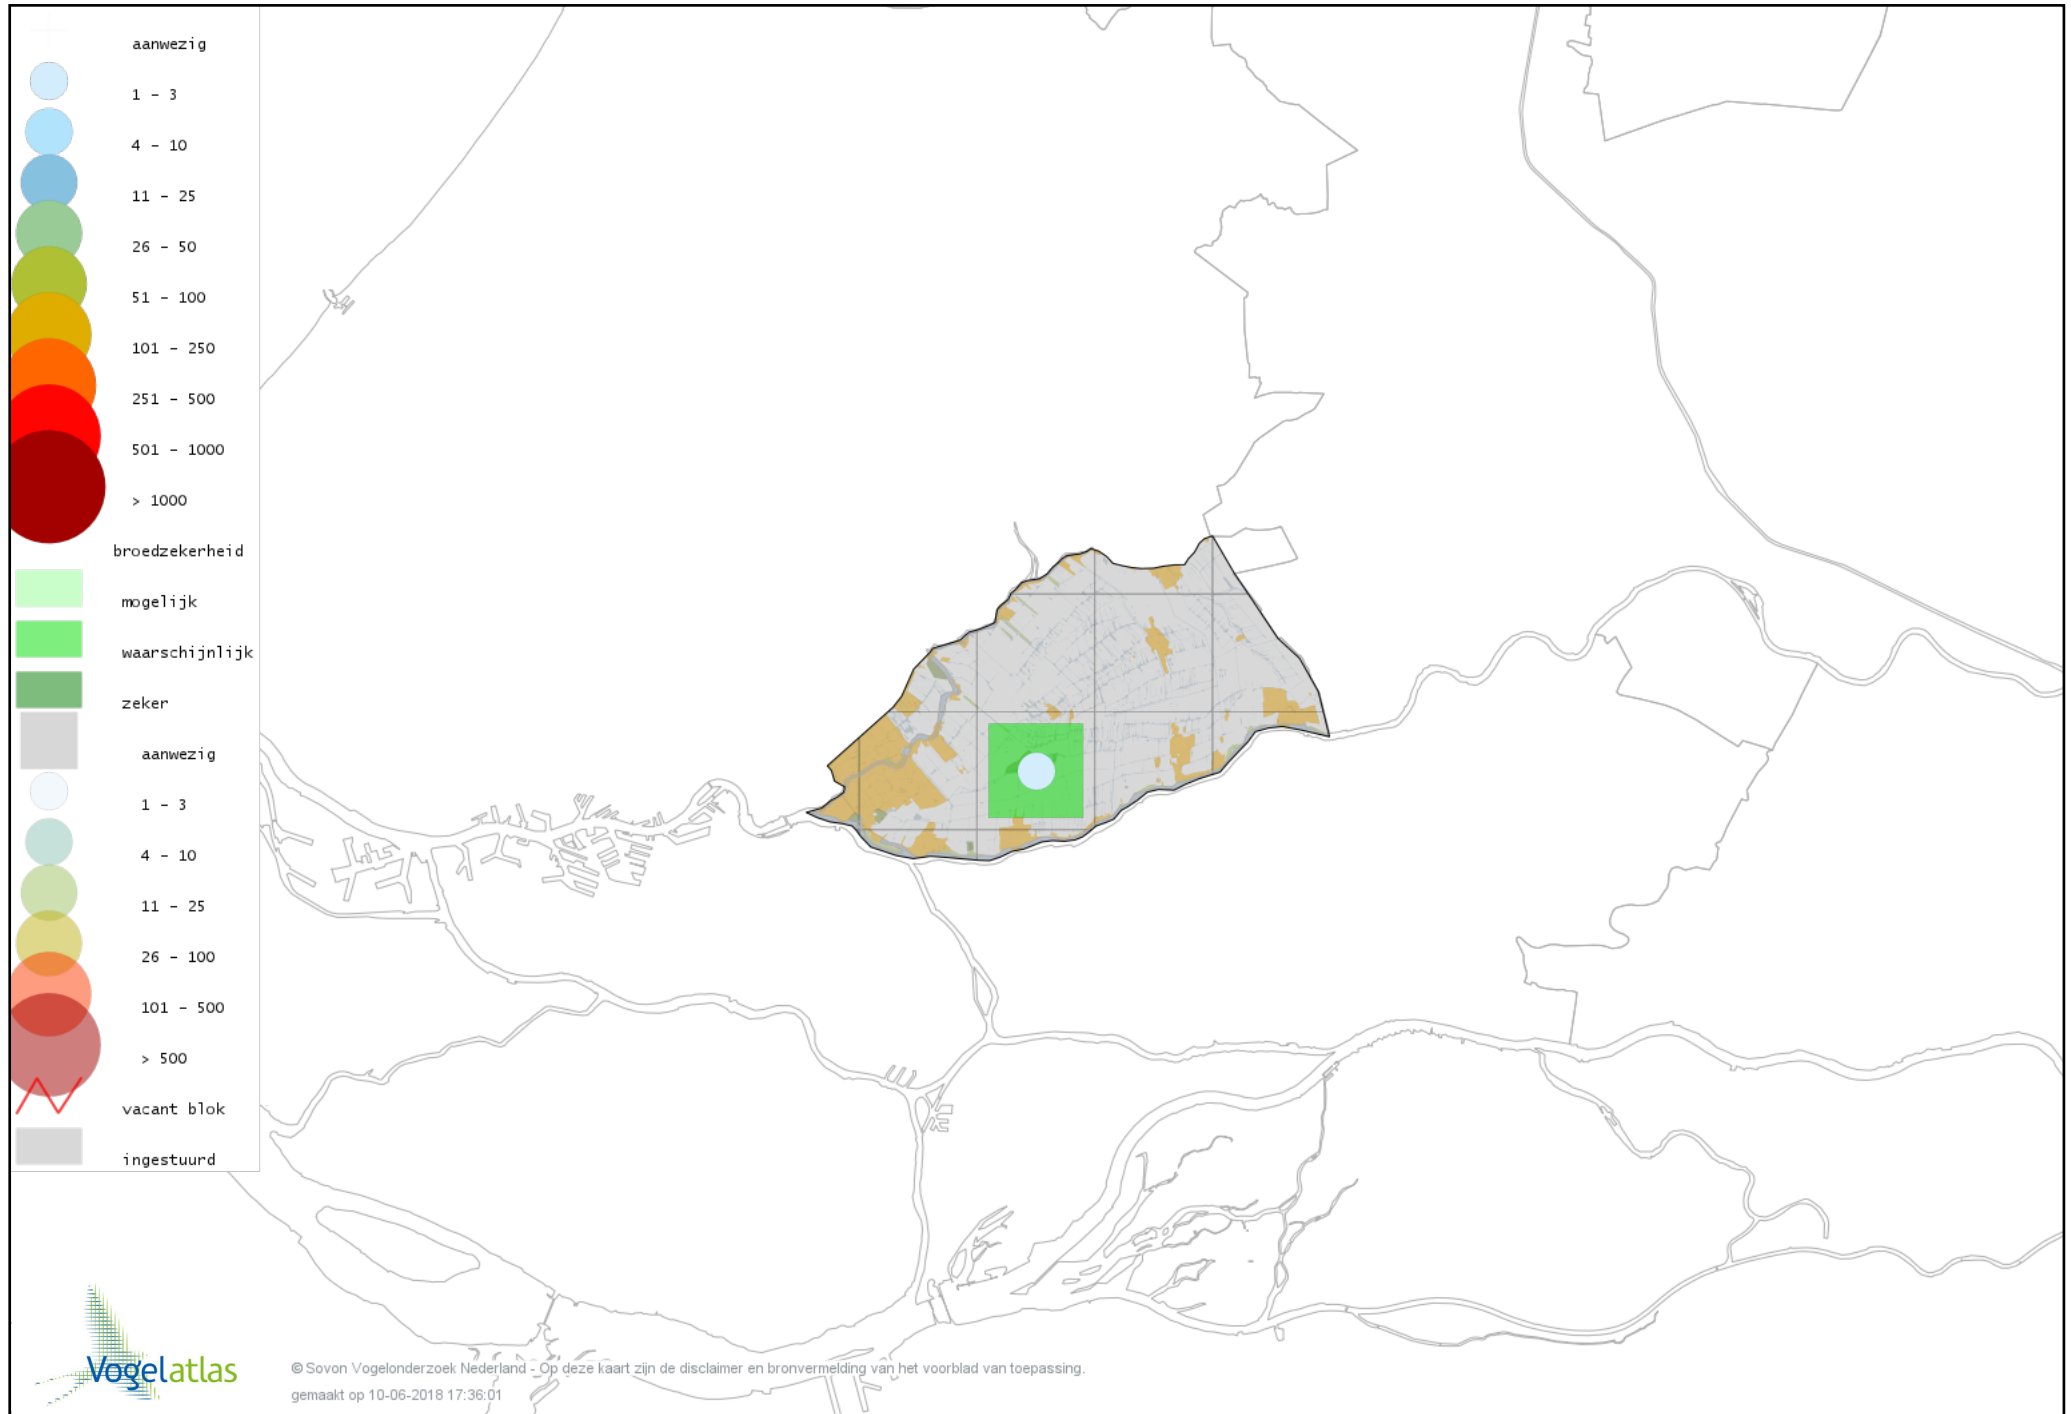 aanwezig
1 - 3
4 - 10
11 - 25
26 - 50
51 - 100
101 - 250
251 - 500
501 - 1000
> 1000
broedzekerheid
mogelijk
waarschijnlijk
zeker
aanwezig
1 - 3
4 - 10
11 - 25
26 - 100
101 - 500
> 500
vacant blok
ingestuurd
Vogelatlas
© Sovon Vogelonderzoek Nederland - Op deze kaart zijn de disclaimer en bronvermelding van het voorblad van toepassing.
gemaakt op 10-06-2018 17:36:01